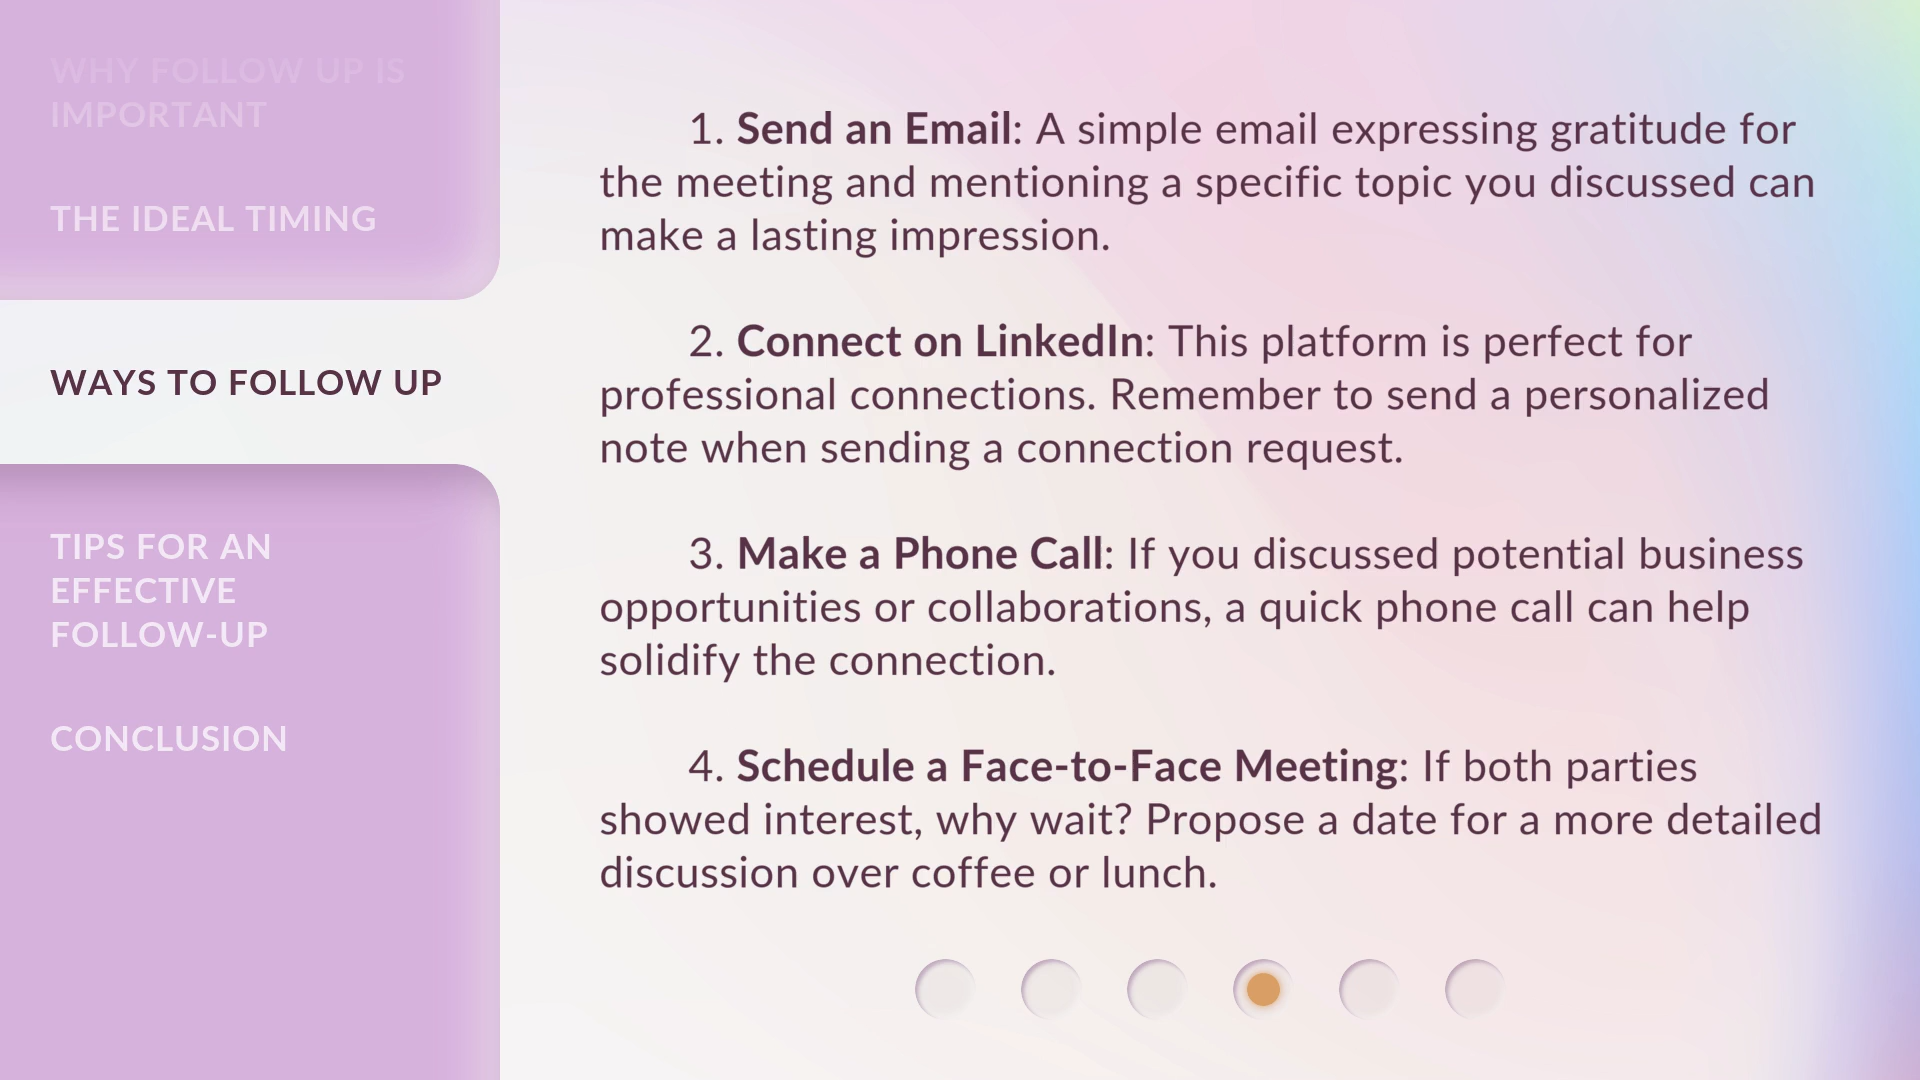 WHY FOLLOW UP IS
IMPORTANT
THE IDEAL TIMING
WAYS TO FOLLOW UP
TIPS FOR AN
EFFECTIVE
FOLLOW-UP
CONCLUSION
1. Send an Email: A simple email expressing gratitude for
the meeting and mentioning a specific topic you discussed can
make a lasting impression.
2. Connect on LinkedIn: This platform is perfect for
professional connections. Remember to send a personalized
note when sending a connection request.
3. Make a Phone Call: If you discussed potential business
opportunities or collaborations, a quick phone call can help
solidify the connection.
4. Schedule a Face-to-Face Meeting: If both parties
showed interest, why wait? Propose a date for a more detailed
discussion over coffee or lunch.